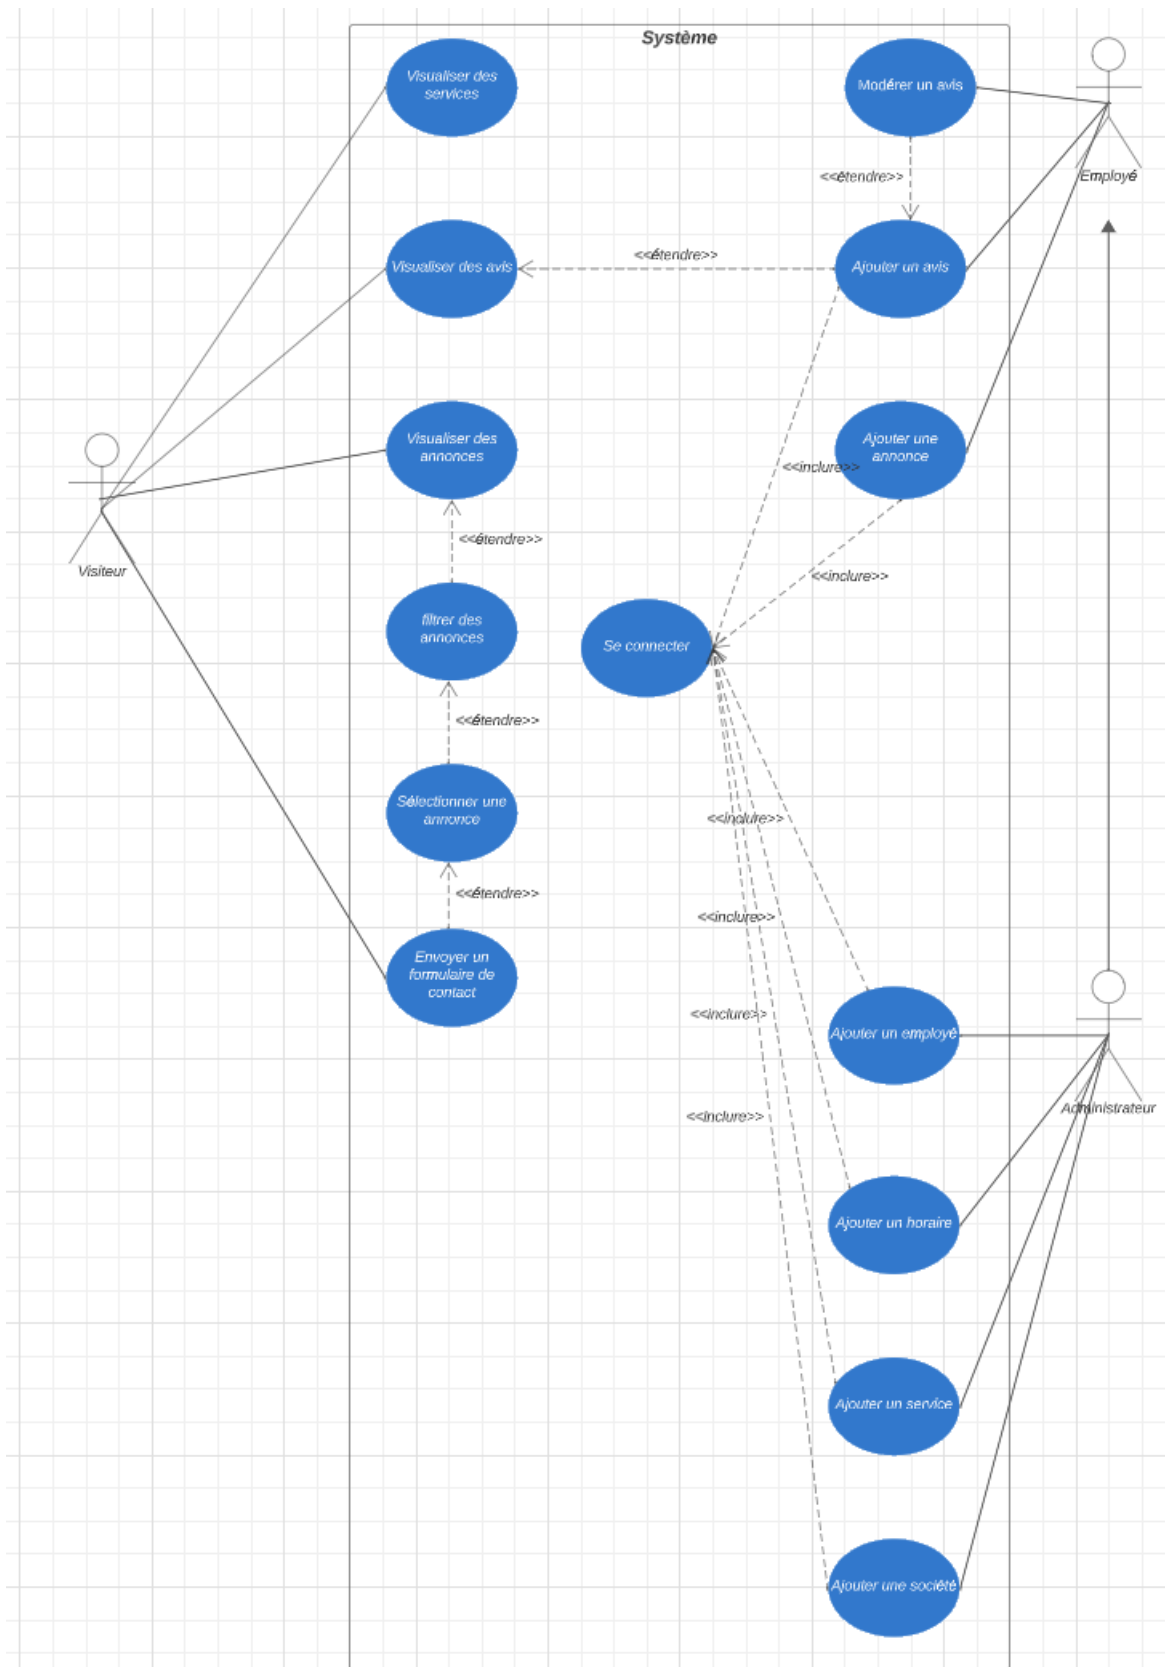 Système
Visualiser des
services
Modérer un avis
Employé
<<étendre>>
Visualiser des avis
<<étendre>>
Ajouter un avis
Visualiser des
annonces
Ajouter une
annonce
<<inclure>>
Visiteur
<<étendre>>
<<inclure>>
filtrer des
annonces
Se connecter
<<étendre>>
Sélectionner une
annonce
<<inclure>>
<<étendre>>
<<inclure>>
Envoyer un
formulaire de
contact
<<inclure>>
Ajouter un employé
Administrateur
<<inclure>>
Ajouter un horaire
Ajouter un service
Ajouter une société